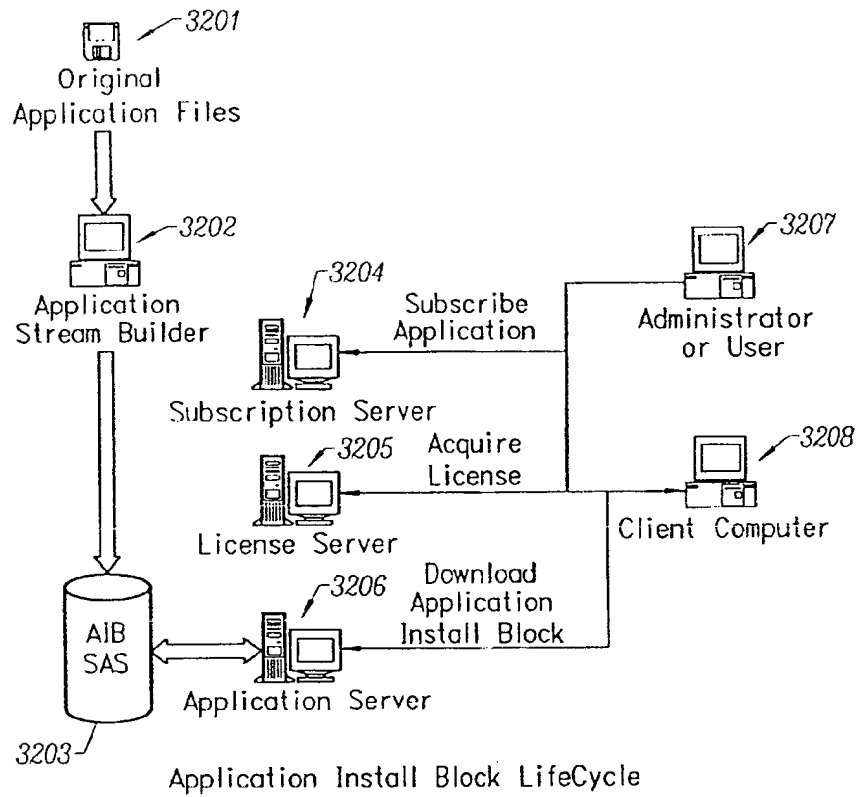 3201
Original
Application Files
3202
Application
Stream Builder
3204
Subscribe
Application
Subscription Server
3207
Administrator
or User
3205
Acquire
License
License Server
3208
Client Computer
3206
Download
Application
Install Block
Application Server
AIB
SAS
3203
Application Install Block LifeCycle